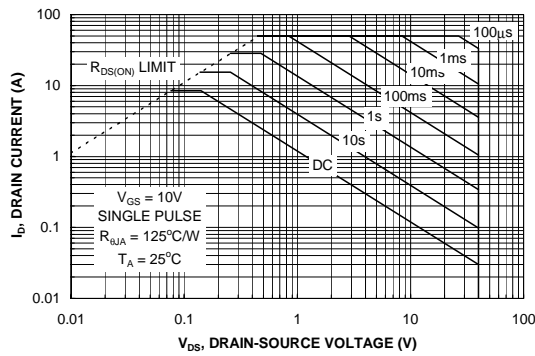 100
10
1
0.1
0.01
I_D, DRAIN CURRENT (A)
R_DS(ON) LIMIT
100μs
1ms
10ms
100ms
1s
10s
DC
V_GS = 10V
SINGLE PULSE
R_θJA = 125°C/W
T_A = 25°C
0.01
0.1
1
10
100
V_DS, DRAIN-SOURCE VOLTAGE (V)